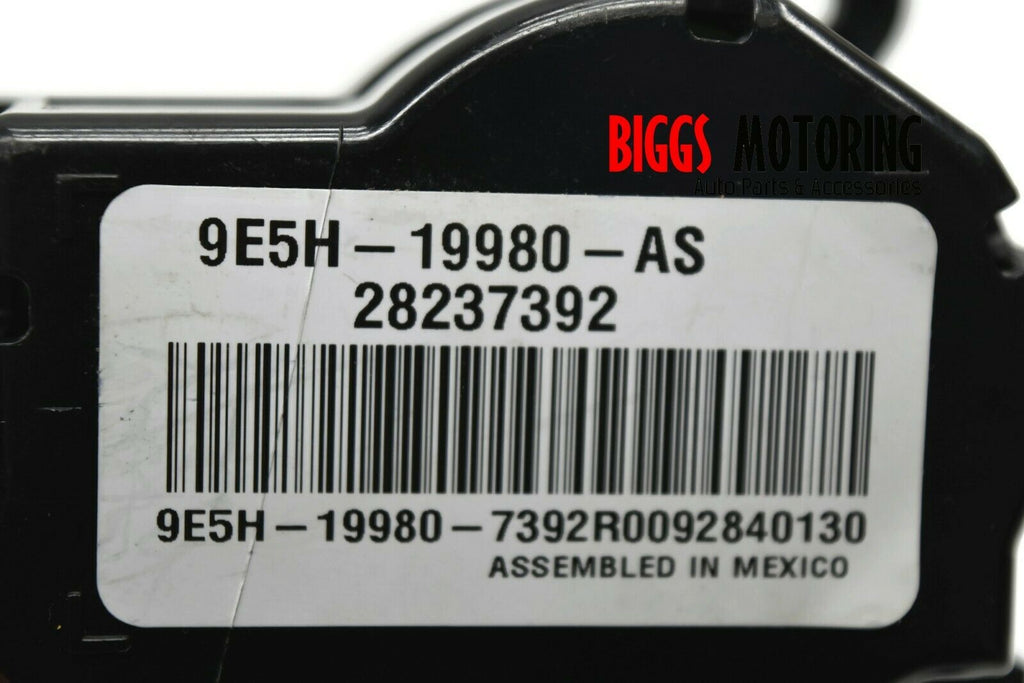 BIGGS MOTORING
Auto Parts & Accessories
9E5H-19980-AS
28237392
9E5H-19980-7392R0092840130
ASSEMBLED IN MEXICO